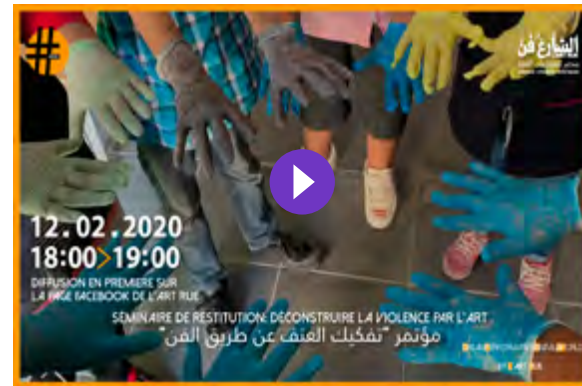 الشارع فن
12.02.2020
18:00>19:00
DIFFUSION EN PREMIERE SUR
LA PAGE FACEBOOK DE L'ART RUE
SÉMINAIRE DE RESTITUTION: DÉCONSTRUIRE LA VIOLENCE PAR L'ART
مؤتمر "تفكيك العنف عن طريق الفن"